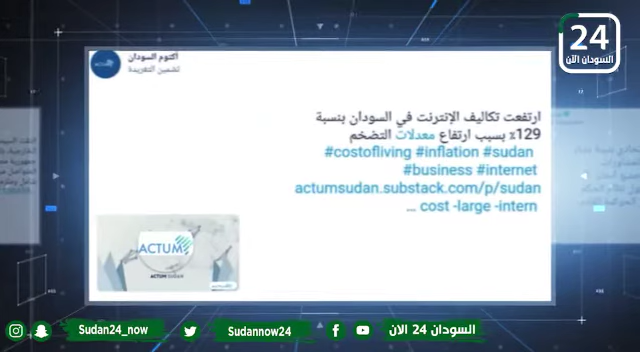 24
السودان الآن
أكتوم السودان
تضمين التغريدة
ارتفعت تكاليف الإنترنت في السودان بنسبة
129٪ بسبب ارتفاع معدلات التضخم
#costofliving #inflation #sudan
#business #internet
actumsudan.substack.com/p/sudan
... cost -large -intern
ACTUM
ACTUM SUDAN
Sudan24_now
Sudannow24
السودان 24 الآن